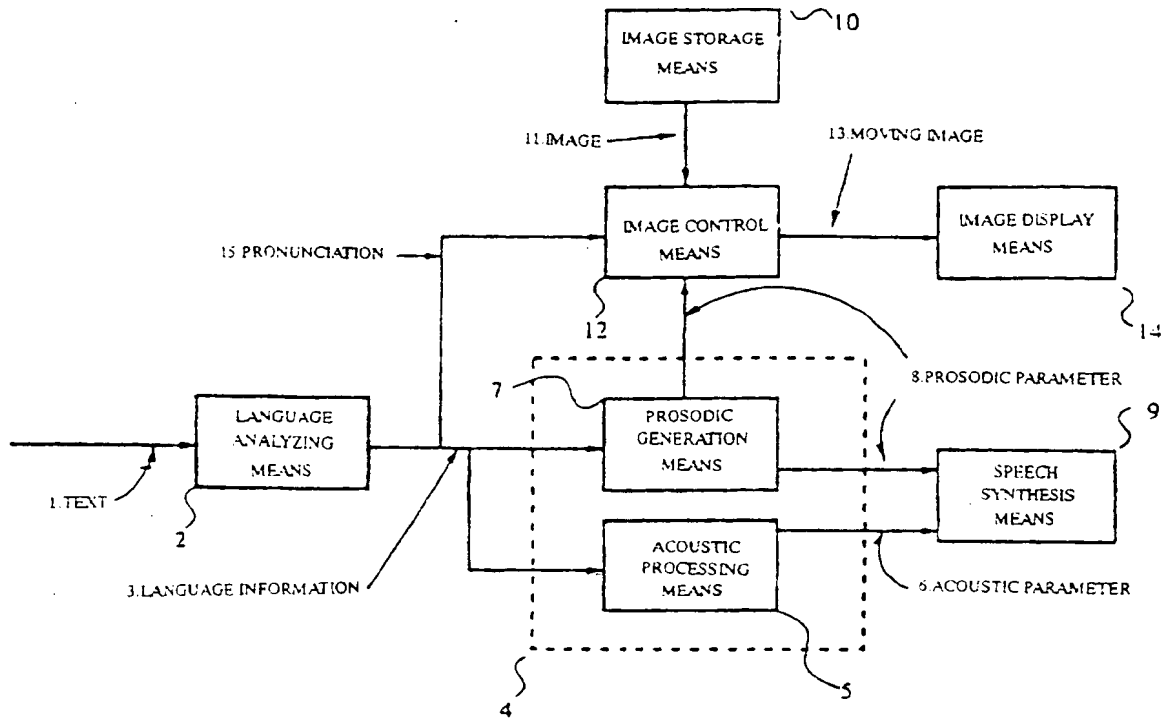 10
IMAGE STORAGE
MEANS
11.IMAGE
13.MOVING IMAGE
IMAGE CONTROL
MEANS
IMAGE DISPLAY
MEANS
15 PRONUNCIATION
12
14
7
8.PROSODIC PARAMETER
9
LANGUAGE
ANALYZING
MEANS
PROSODIC
GENERATION
MEANS
SPEECH
SYNTHESIS
MEANS
1.TEXT
2
ACOUSTIC
PROCESSING
MEANS
3.LANGUAGE INFORMATION
6.ACOUSTIC PARAMETER
4
5